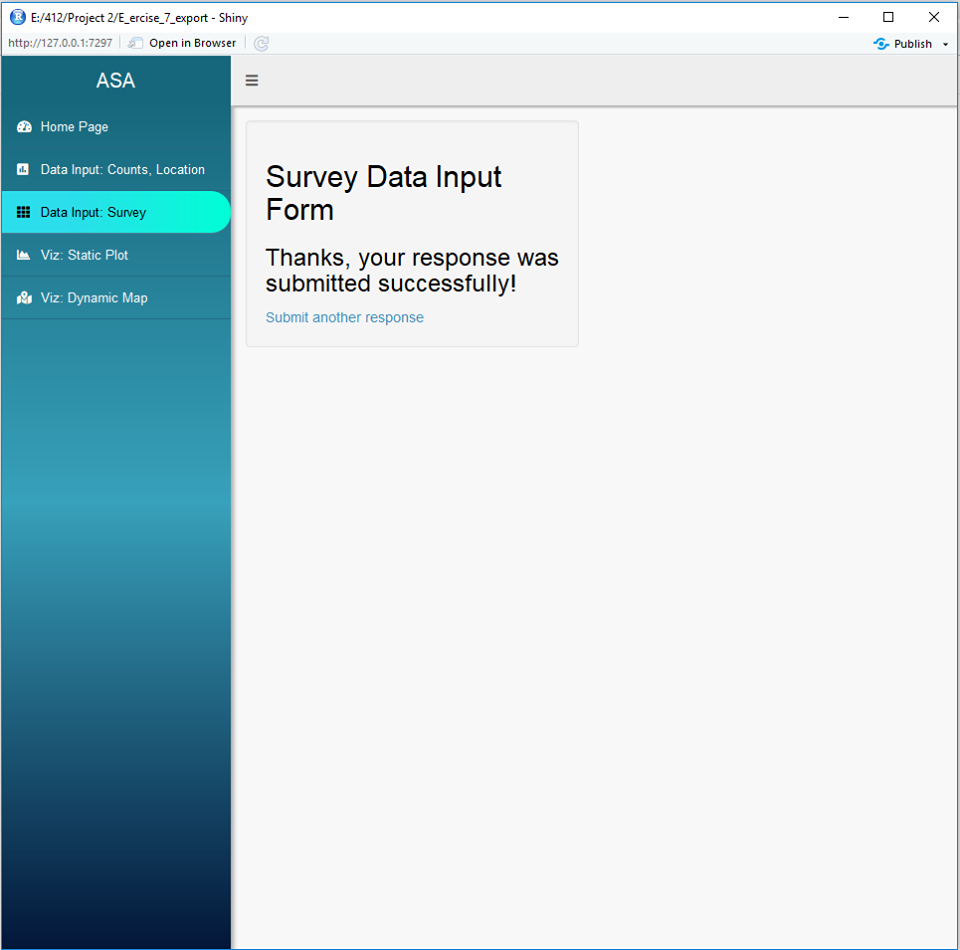 E:/412/Project 2/E_ercise_7_export - Shiny
http://127.0.0.1:7297 Open in Browser Publish
ASA
Home Page
Data Input: Counts, Location
Data Input: Survey
Viz: Static Plot
Viz: Dynamic Map
Survey Data Input
Form
Thanks, your response was
submitted successfully!
Submit another response